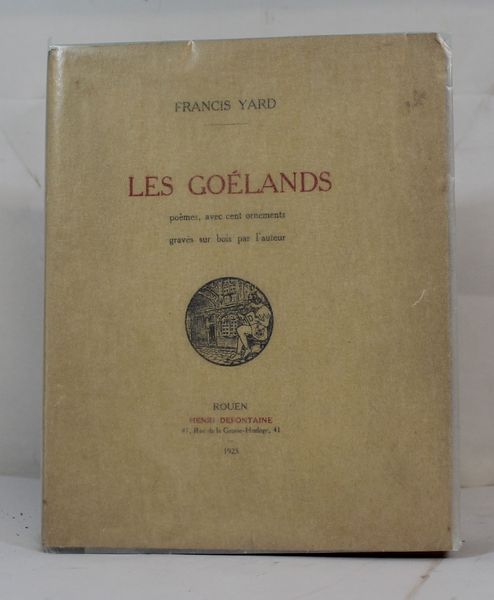 FRANCIS YARD
LES GOÉLANDS
poèmes, avec cent ornements
gravés sur bois par l'auteur
ROUEN
HENRI DEFONTAINE
41, Rue de la Grosse-Horloge, 41
1923